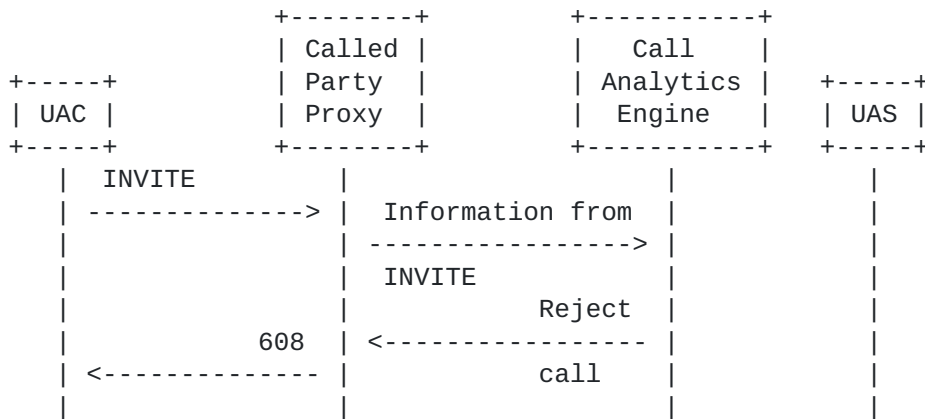 +--------+          +-----------+
| Called |          |    Call   |
+-----+          | Party  |          | Analytics |   +-----+
| UAC |          | Proxy  |          |   Engine  |   | UAS |
+-----+          +--------+          +-----------+   +-----+
|  INVITE         |                    |            |
| --------------> |  Information from  |            |
|                 | -----------------> |            |
|                 |  INVITE            |            |
|                 |            Reject  |            |
|            608  | <----------------- |            |
| <-------------- |            call    |            |
|                 |                    |            |